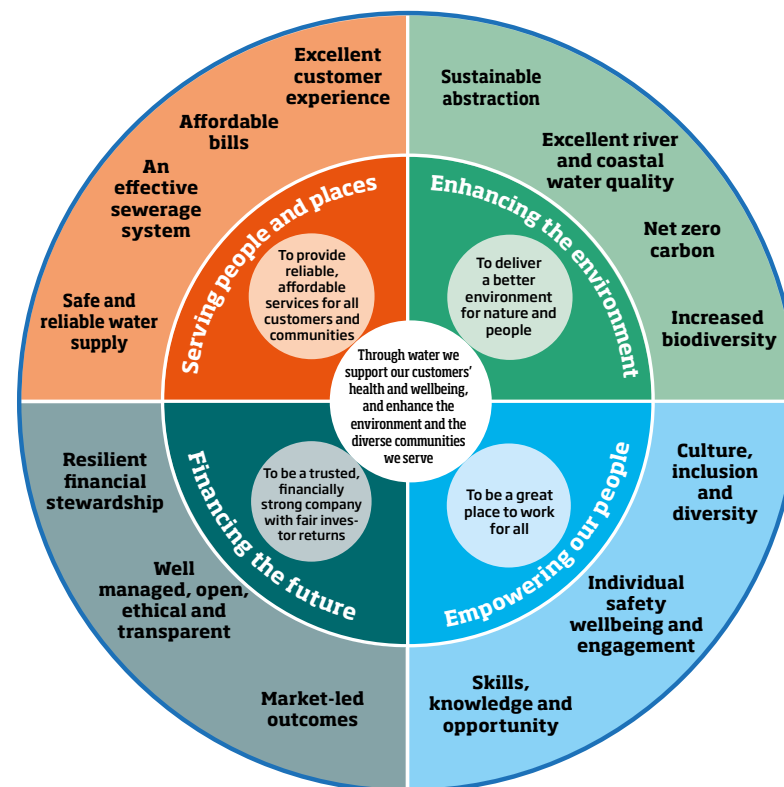 Excellent
customer
experience
Affordable
bills
An
effective
sewerage
system
Safe and
reliable water
supply
Serving people and places
To provide
reliable,
affordable
services for all
customers and
communities
Sustainable
abstraction
Excellent river
and coastal
water quality
Net zero
carbon
Increased
biodiversity
Enhancing the environment
To deliver
a better
environment
for nature and
people
Through water we
support our customers’
health and wellbeing,
and enhance the
environment and the
diverse communities
we serve
Resilient
financial
stewardship
Well
managed, open,
ethical and
transparent
Market-led
outcomes
Financing the future
To be a trusted,
financially
strong company
with fair inves-
tor returns
Culture,
inclusion
and
diversity
Individual
safety
wellbeing and
engagement
Skills,
knowledge and
opportunity
Empowering our people
To be a great
place to work
for all